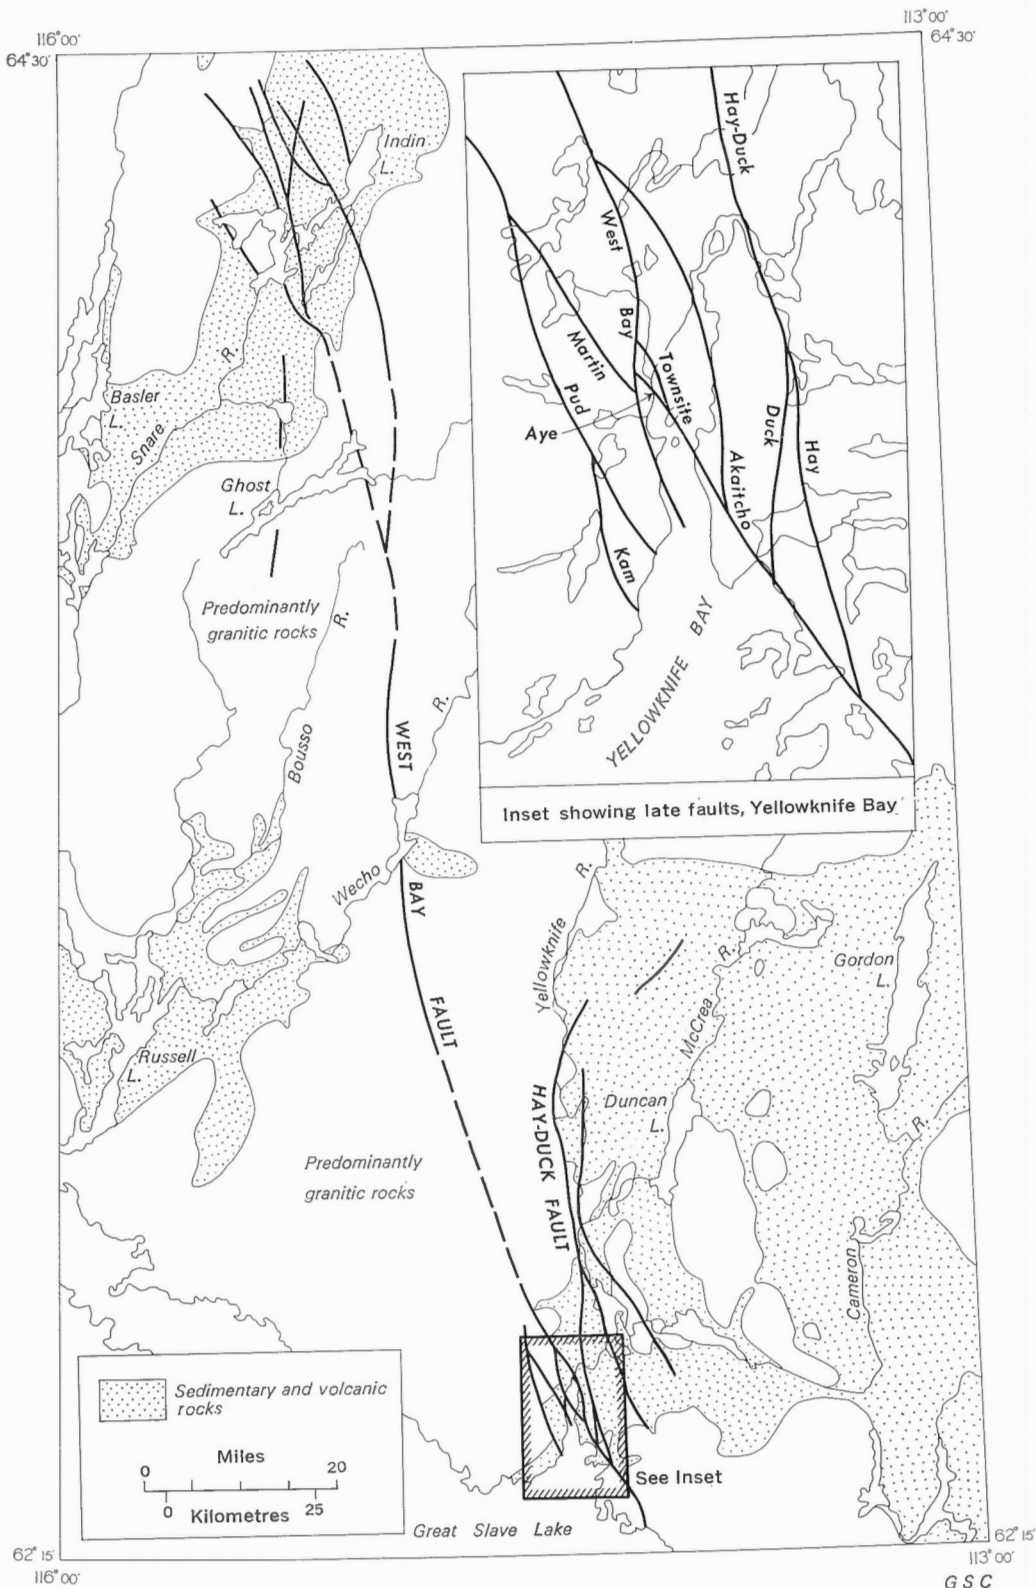 116°00'
64°30'
113°00'
64°30'
Indin
L.
Hay-Duck
West
Bay
Martin
Townsite
Pud
Aye
Duck
Hay
Akaitcho
Kam
YELLOWKNIFE BAY
Inset showing late faults, Yellowknife Bay
Basler
L.
Snare
R.
Ghost
L.
Predominantly
granitic rocks
R.
Bousso
WEST
R.
BAY
Wecho
R.
Yellowknife
R.
Gordon
L.
McCrea
FAULT
Russell
L.
HAY-DUCK FAULT
Duncan
L.
R.
Predominantly
granitic rocks
Cameron
Sedimentary and volcanic
rocks
Miles
0 20
0 25
Kilometres
See Inset
Great Slave Lake
62°15'
116°00'
62°15'
113°00'
GSC